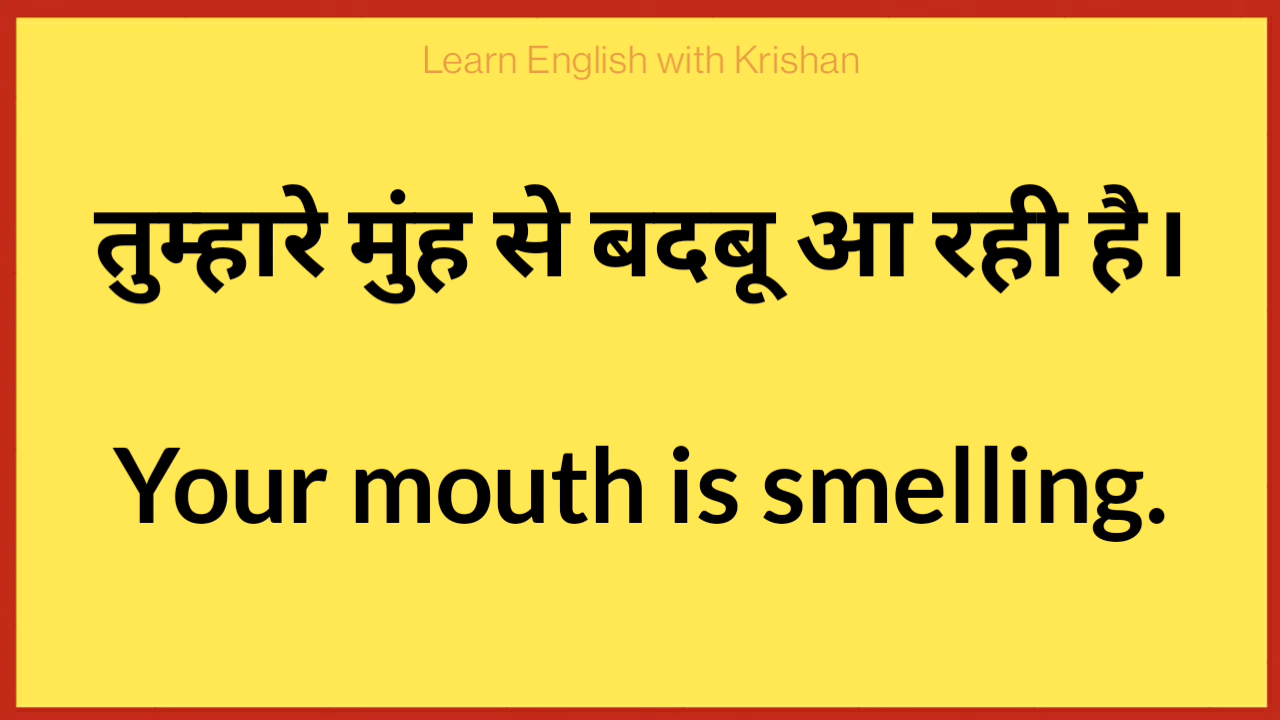 Learn English with Krishan
तुम्हारे मुंह से बदबू आ रही है।
Your mouth is smelling.